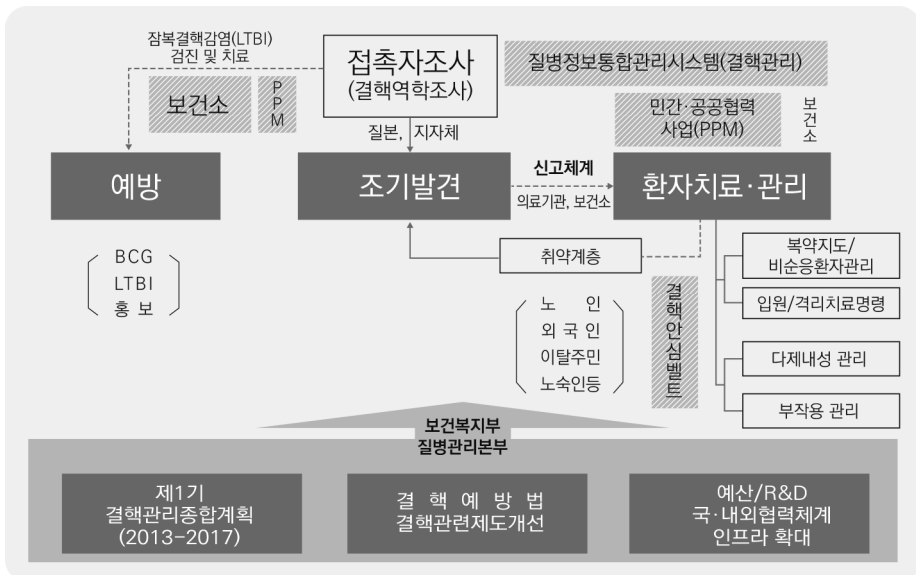 잠복결핵감염(LTBI)
검진 및 치료
접촉자조사
(결핵역학조사)
질병정보통합관리시스템(결핵관리)
보건소
PPM
민간·공공협력
사업(PPM)
보건소
질본, 지자체
예방
조기발견
신고체계
의료기관, 보건소
환자치료·관리
BCG
LTBI
홍 보
취약계층
노 인
외 국 인
이탈주민
노숙인등
결핵안심벨트
복약지도/
비순응환자관리
입원/격리치료명령
다제내성 관리
부작용 관리
보건복지부
질병관리본부
제1기
결핵관리종합계획
(2013-2017)
결 핵 예 방 법
결핵관련제도개선
예산/R&D
국·내외협력체계
인프라 확대